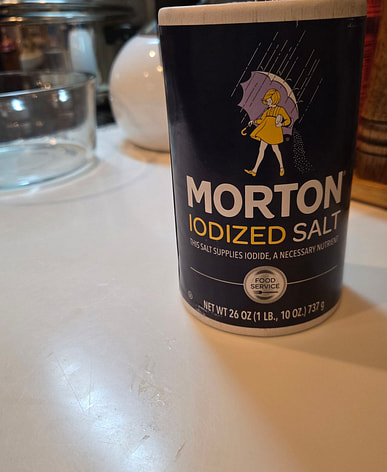 MORTON®
IODIZED SALT
THIS SALT SUPPLIES IODIDE, A NECESSARY NUTRIENT
FOOD
SERVICE
NET WT 26 OZ (1 LB., 10 OZ.) 737 g